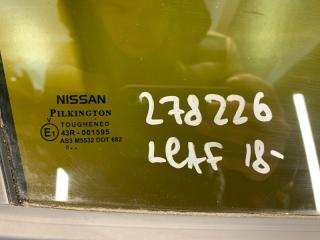 NISSAN
PILKINGTON
TOUGHENED
E1 43R-001595
AS3 M5532 DOT 682
278226
LeAF 18-